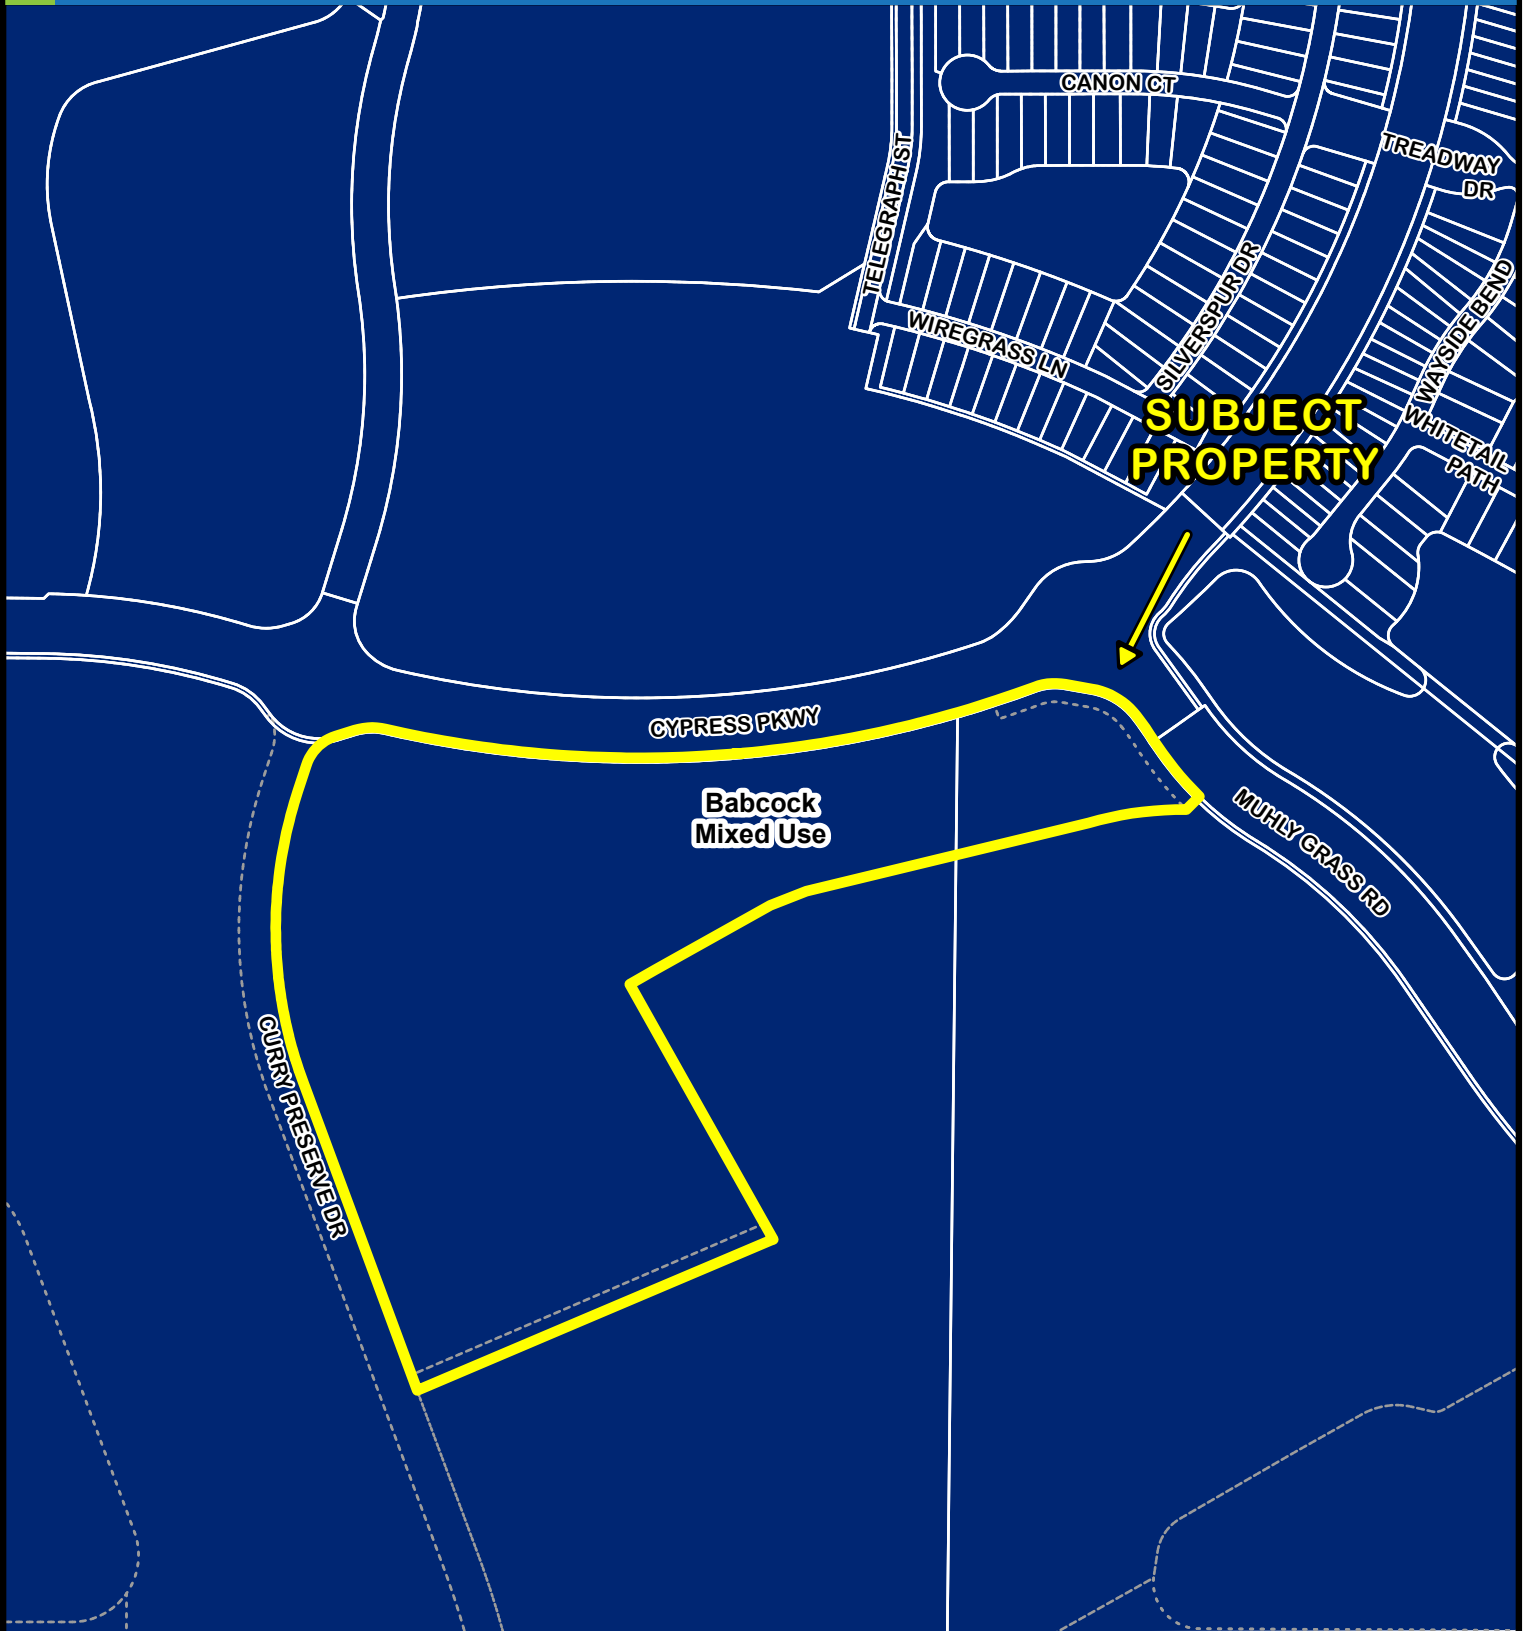 CANON CT
TREADWAY
DR
TELEGRAPH ST
SILVERSPUR DR
WAYSIDE BEND
WIREGRASS LN
SUBJECT
PROPERTY
WHITETAIL
PATH
CYPRESS PKWY
Babcock
Mixed Use
MUHLY GRASS RD
CURRY PRESERVE DR